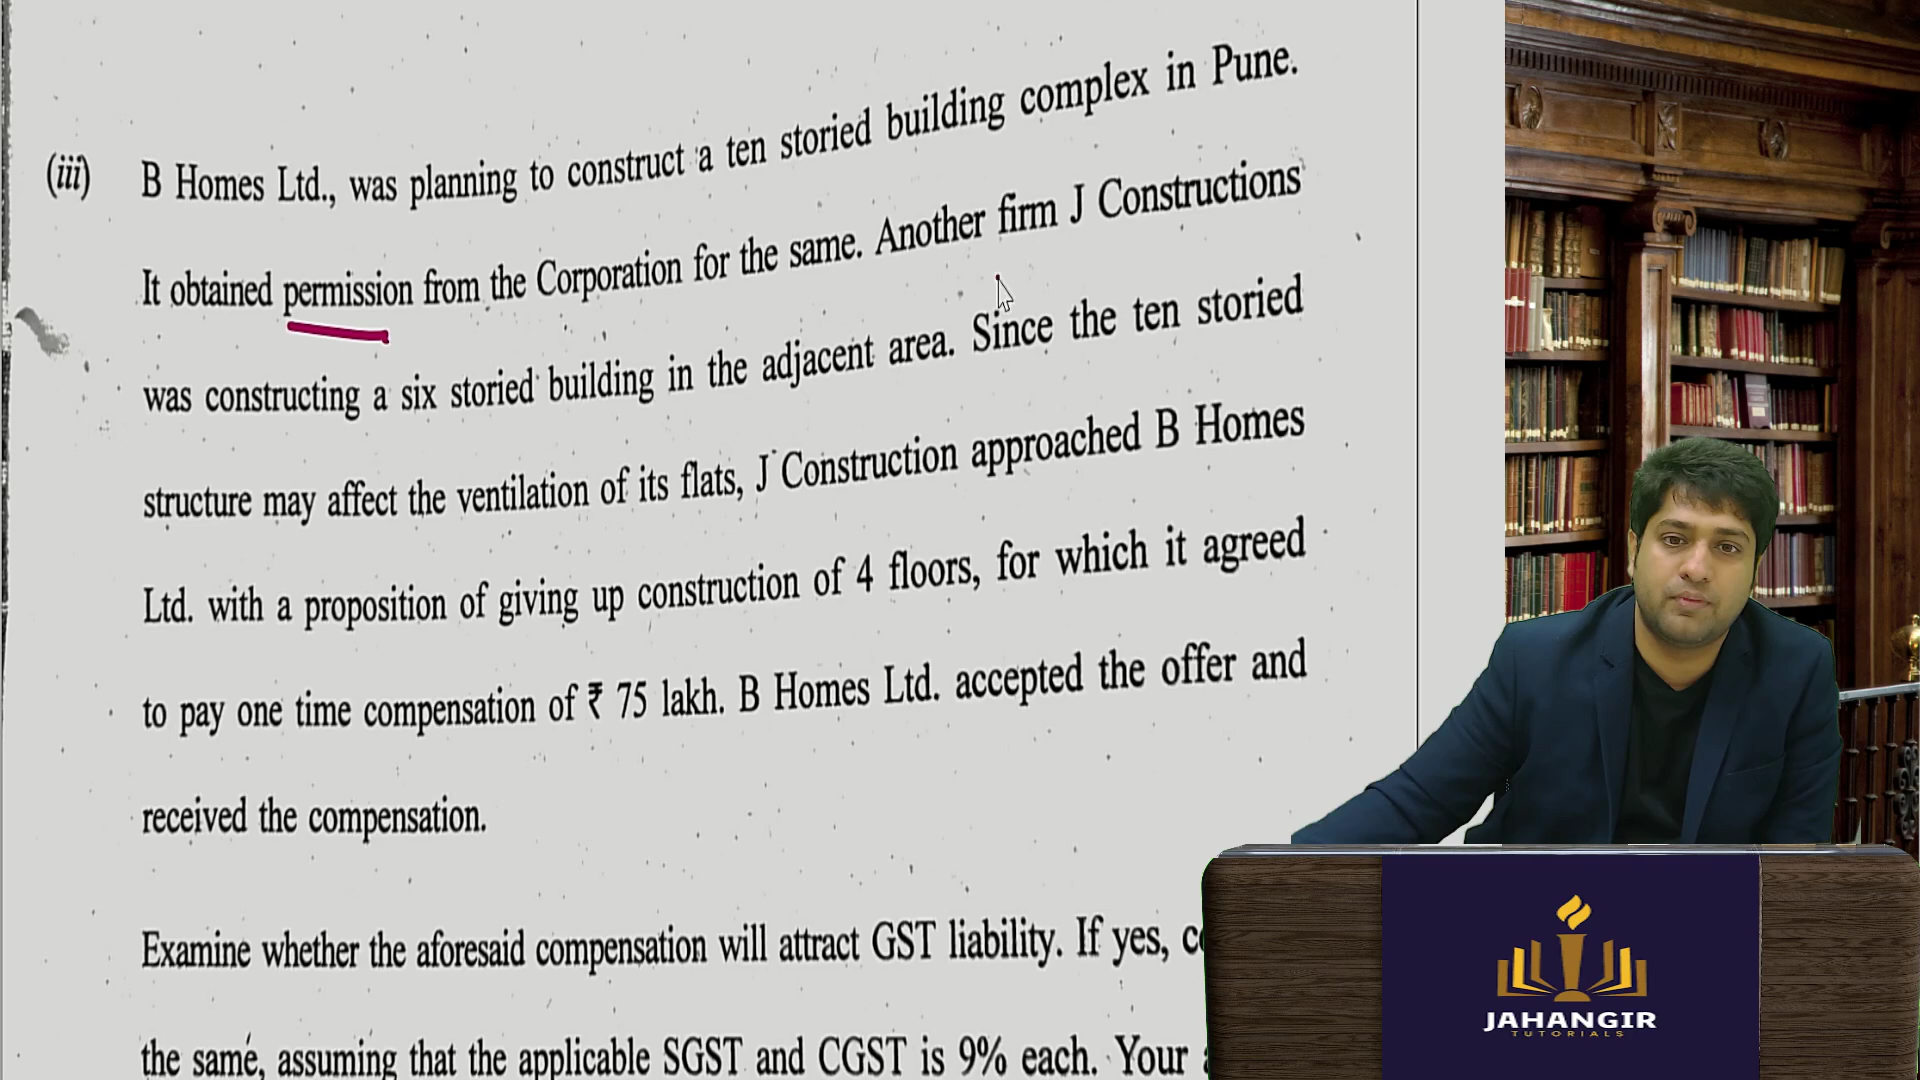 (iii) B Homes Ltd., was planning to construct a ten storied building complex in Pune.
It obtained permission from the Corporation for the same. Another firm J Constructions
was constructing a six storied building in the adjacent area. Since the ten storied
structure may affect the ventilation of its flats, J Construction approached B Homes
Ltd. with a proposition of giving up construction of 4 floors, for which it agreed
to pay one time compensation of ₹ 75 lakh. B Homes Ltd. accepted the offer and
received the compensation.
Examine whether the aforesaid compensation will attract GST liability. If yes,
the same, assuming that the applicable SGST and CGST is 9% each. Your
JAHANGIR
TUTORIALS